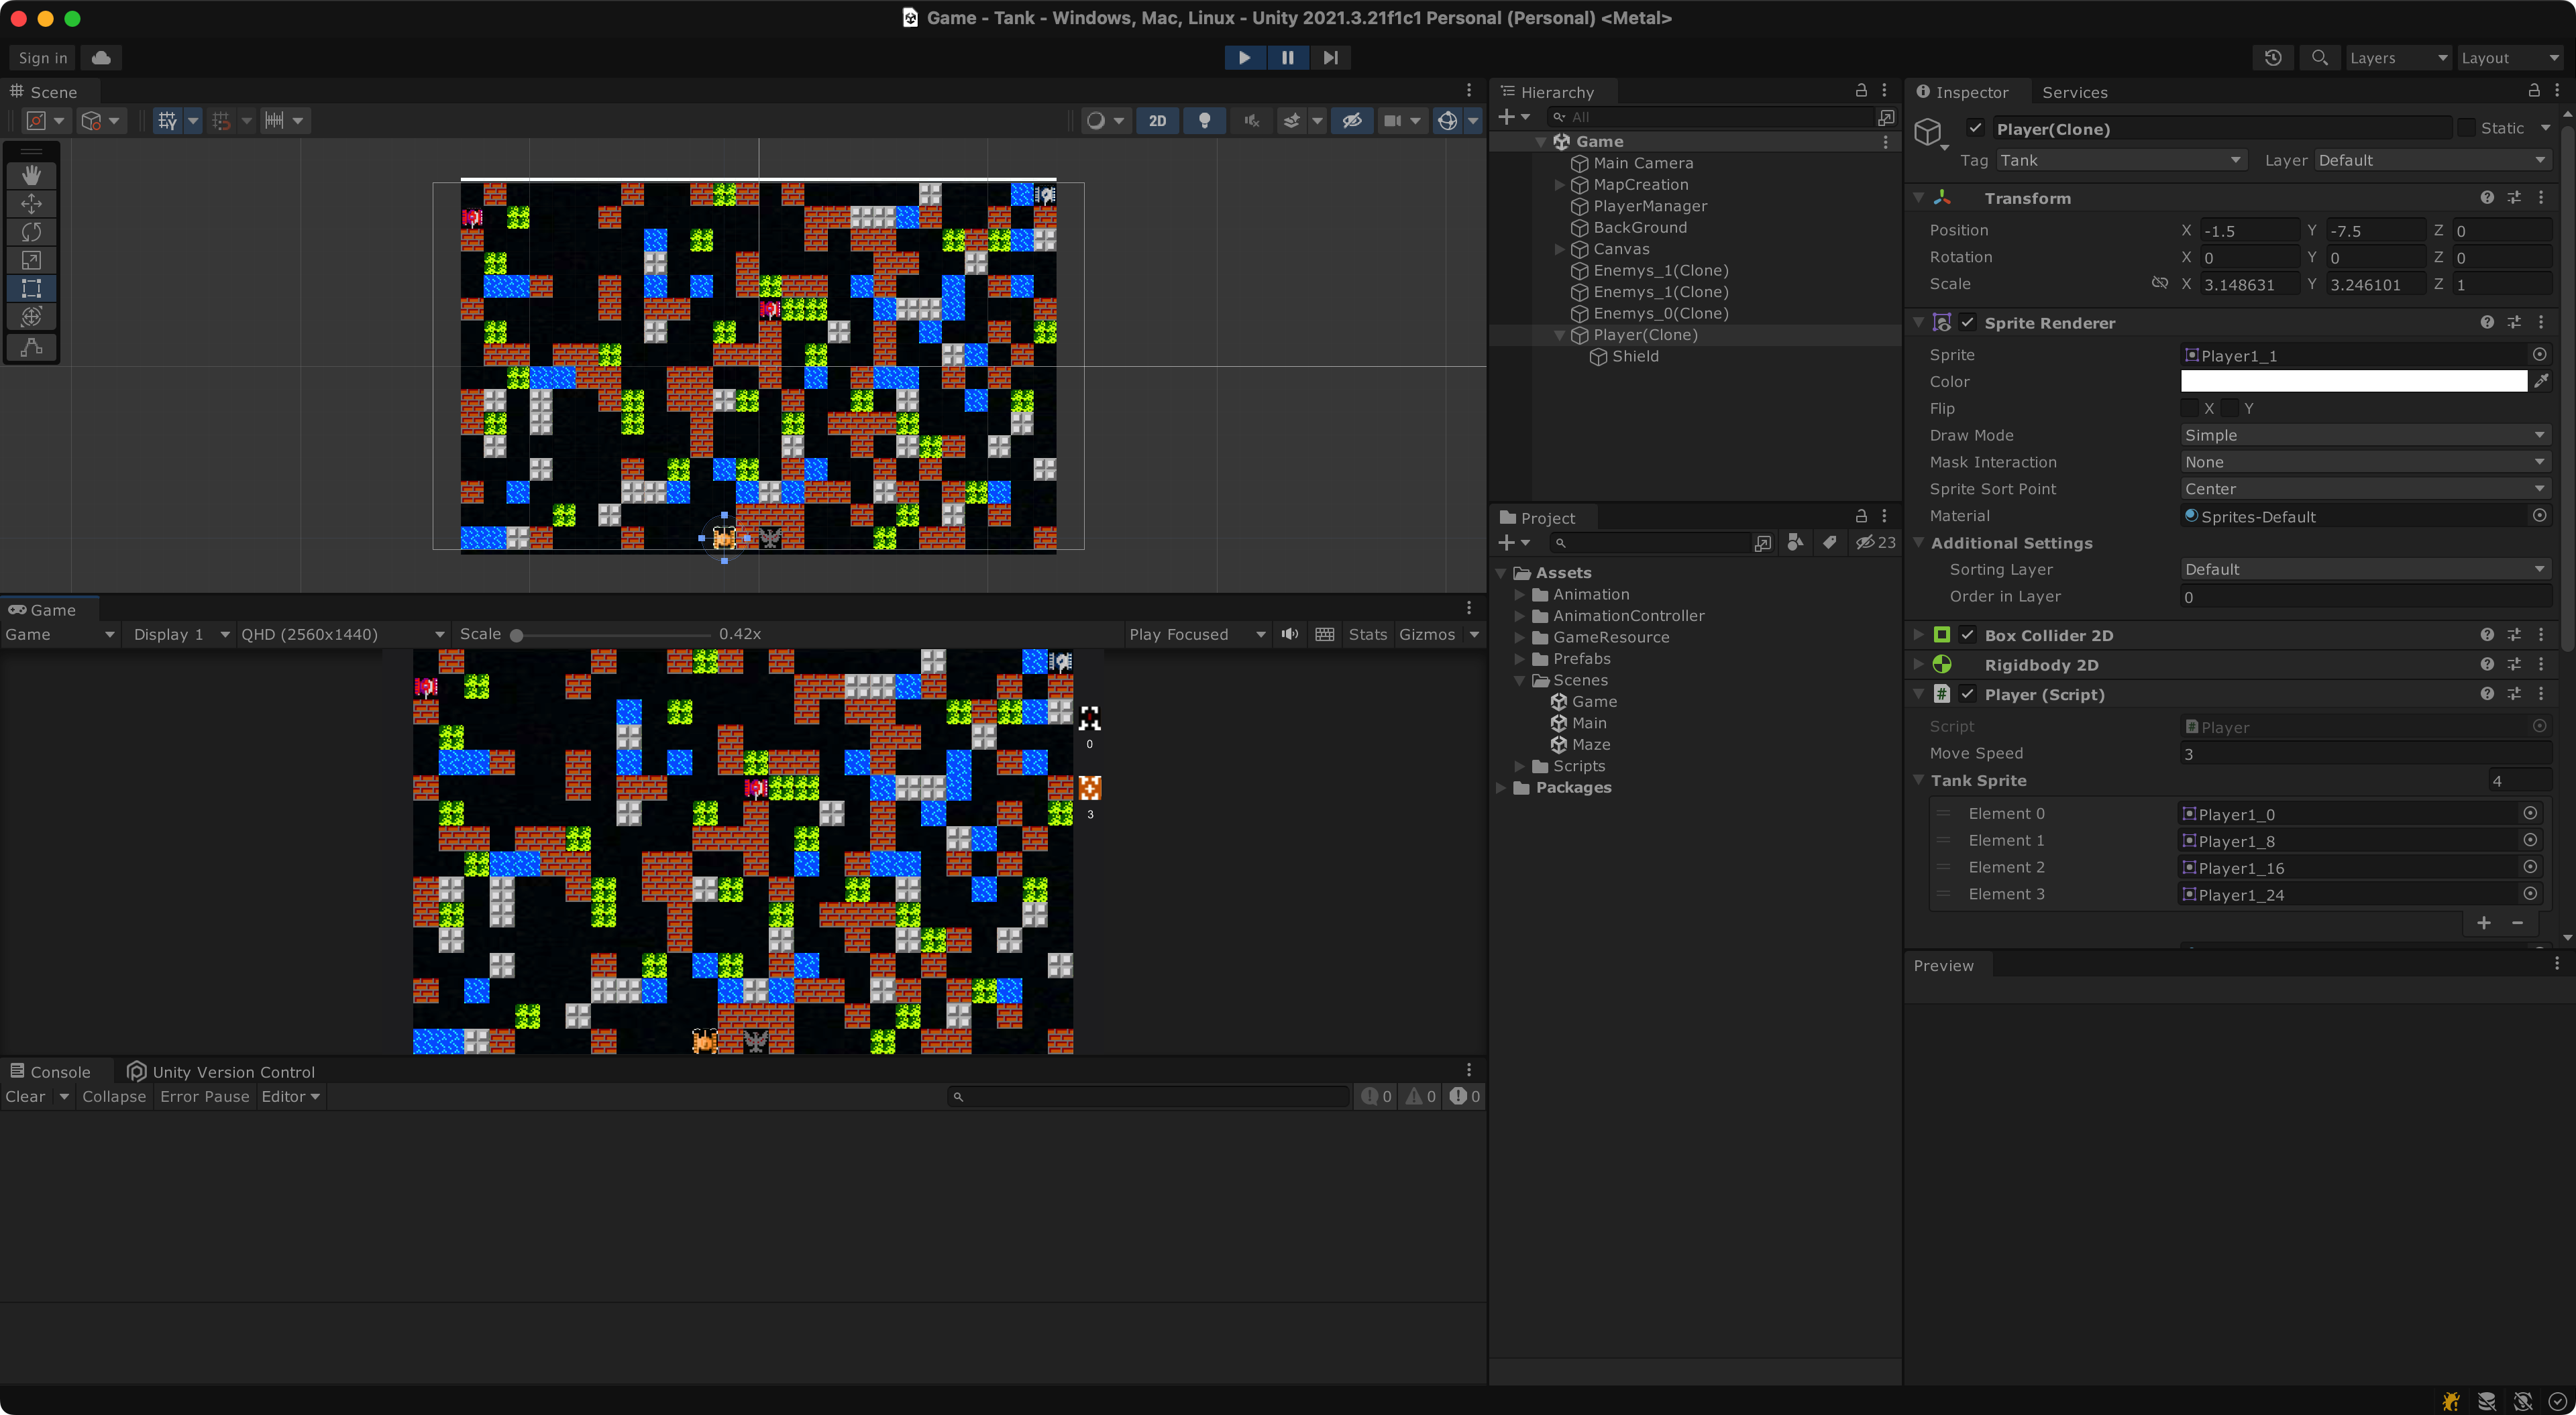 Game - Tank - Windows, Mac, Linux - Unity 2021.3.21f1c1 Personal (Personal) <Metal>
Sign in
Layers
Layout
Scene
2D
Game
Game
Display 1
QHD (2560x1440)
Scale
0.42x
Play Focused
Stats
Gizmos
0
3
Console
Unity Version Control
Clear
Collapse
Error Pause
Editor
0
0
0
Hierarchy
All
Game
Main Camera
MapCreation
PlayerManager
BackGround
Canvas
Enemys_1(Clone)
Enemys_1(Clone)
Enemys_0(Clone)
Player(Clone)
Shield
Project
23
Assets
Animation
AnimationController
GameResource
Prefabs
Scenes
Game
Main
Maze
Scripts
Packages
Inspector
Services
Player(Clone)
Static
Tag Tank
Layer Default
Transform
Position X -1.5 Y -7.5 Z 0
Rotation X 0 Y 0 Z 0
Scale X 3.148631 Y 3.246101 Z 1
Sprite Renderer
Sprite Player1_1
Color
Flip X Y
Draw Mode Simple
Mask Interaction None
Sprite Sort Point Center
Material Sprites-Default
Additional Settings
Sorting Layer Default
Order in Layer 0
Box Collider 2D
Rigidbody 2D
# Player (Script)
Script # Player
Move Speed 3
Tank Sprite 4
Element 0 Player1_0
Element 1 Player1_8
Element 2 Player1_16
Element 3 Player1_24
Preview